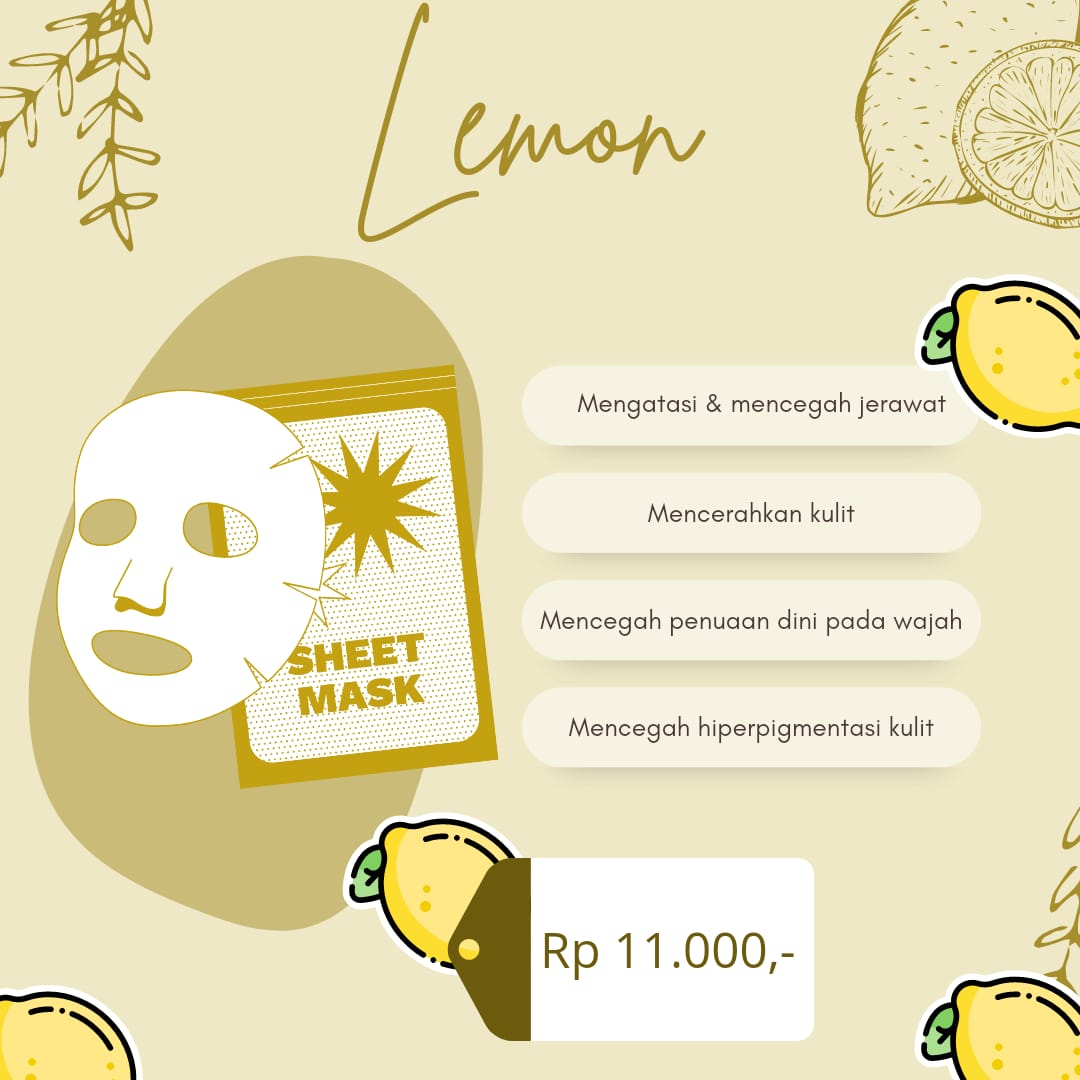 Lemon
Mengatasi & mencegah jerawat
Mencerahkan kulit
Mencegah penuaan dini pada wajah
Mencegah hiperpigmentasi kulit
SHEET
MASK
Rp 11.000,-